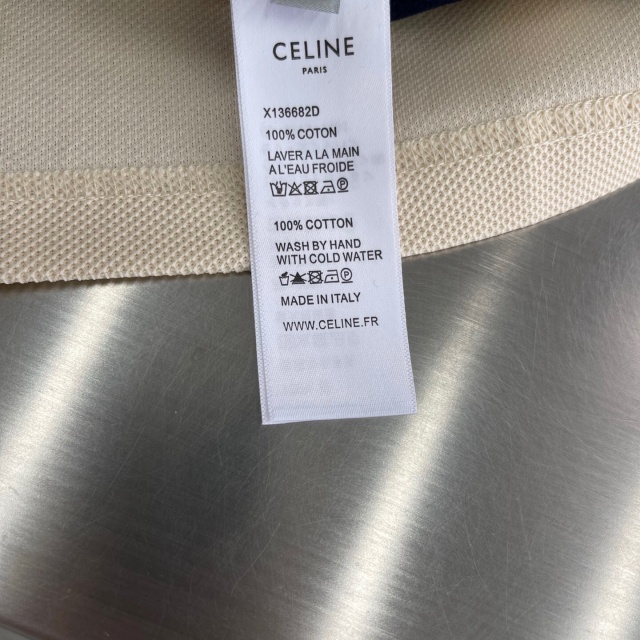 CELINE
PARIS
X136682D
100% COTON
LAVER A LA MAIN
A L'EAU FROIDE
100% COTTON
WASH BY HAND
WITH COLD WATER
MADE IN ITALY
WWW.CELINE.FR